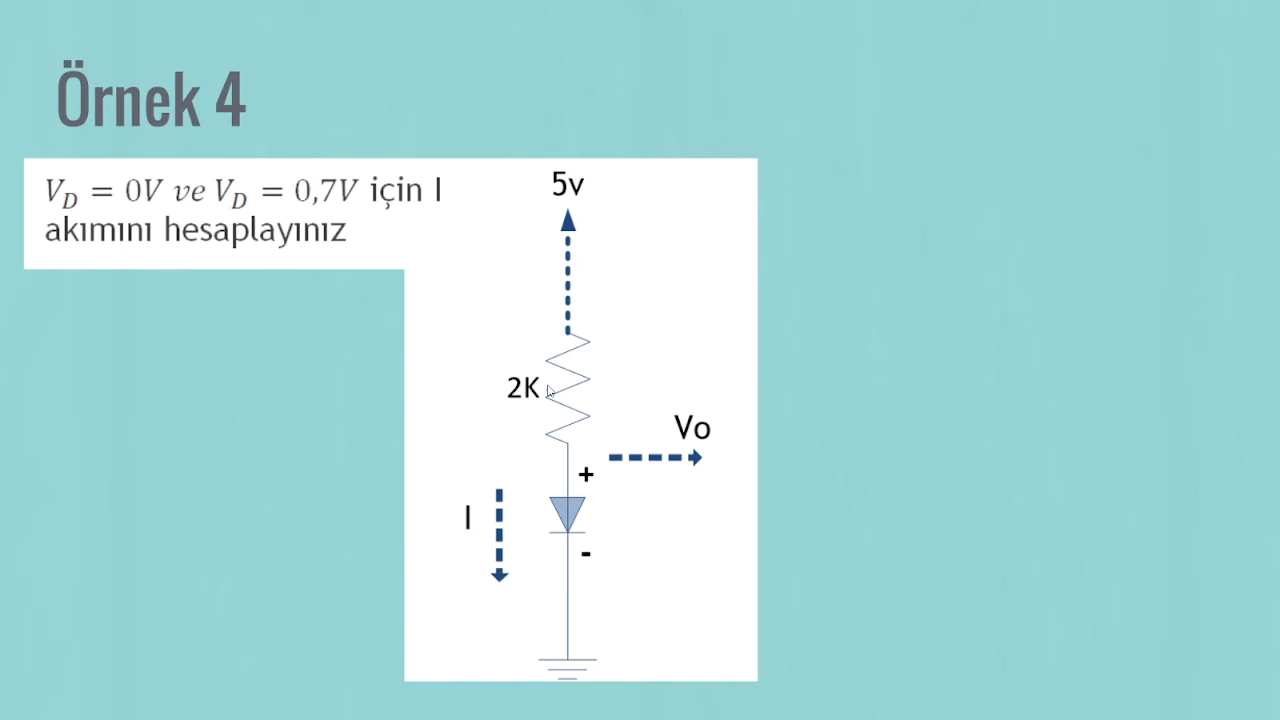 Örnek 4
V_D = 0V ve V_D = 0,7V için I
akımını hesaplayınız
5v
2K
Vo
+
I
-